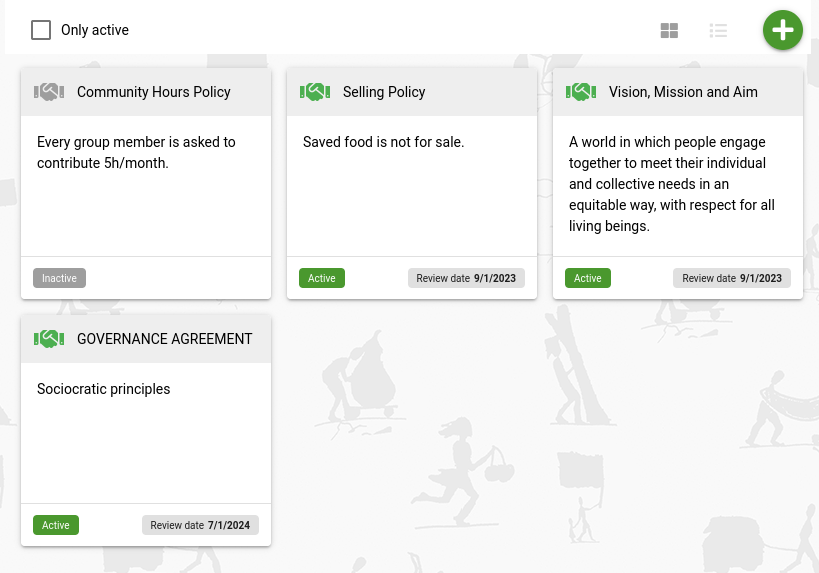 Only active
Community Hours Policy
Every group member is asked to
contribute 5h/month.
Inactive
Selling Policy
Saved food is not for sale.
Active
Review date 9/1/2023
Vision, Mission and Aim
A world in which people engage
together to meet their individual
and collective needs in an
equitable way, with respect for all
living beings.
Active
Review date 9/1/2023
GOVERNANCE AGREEMENT
Sociocratic principles
Active
Review date 7/1/2024